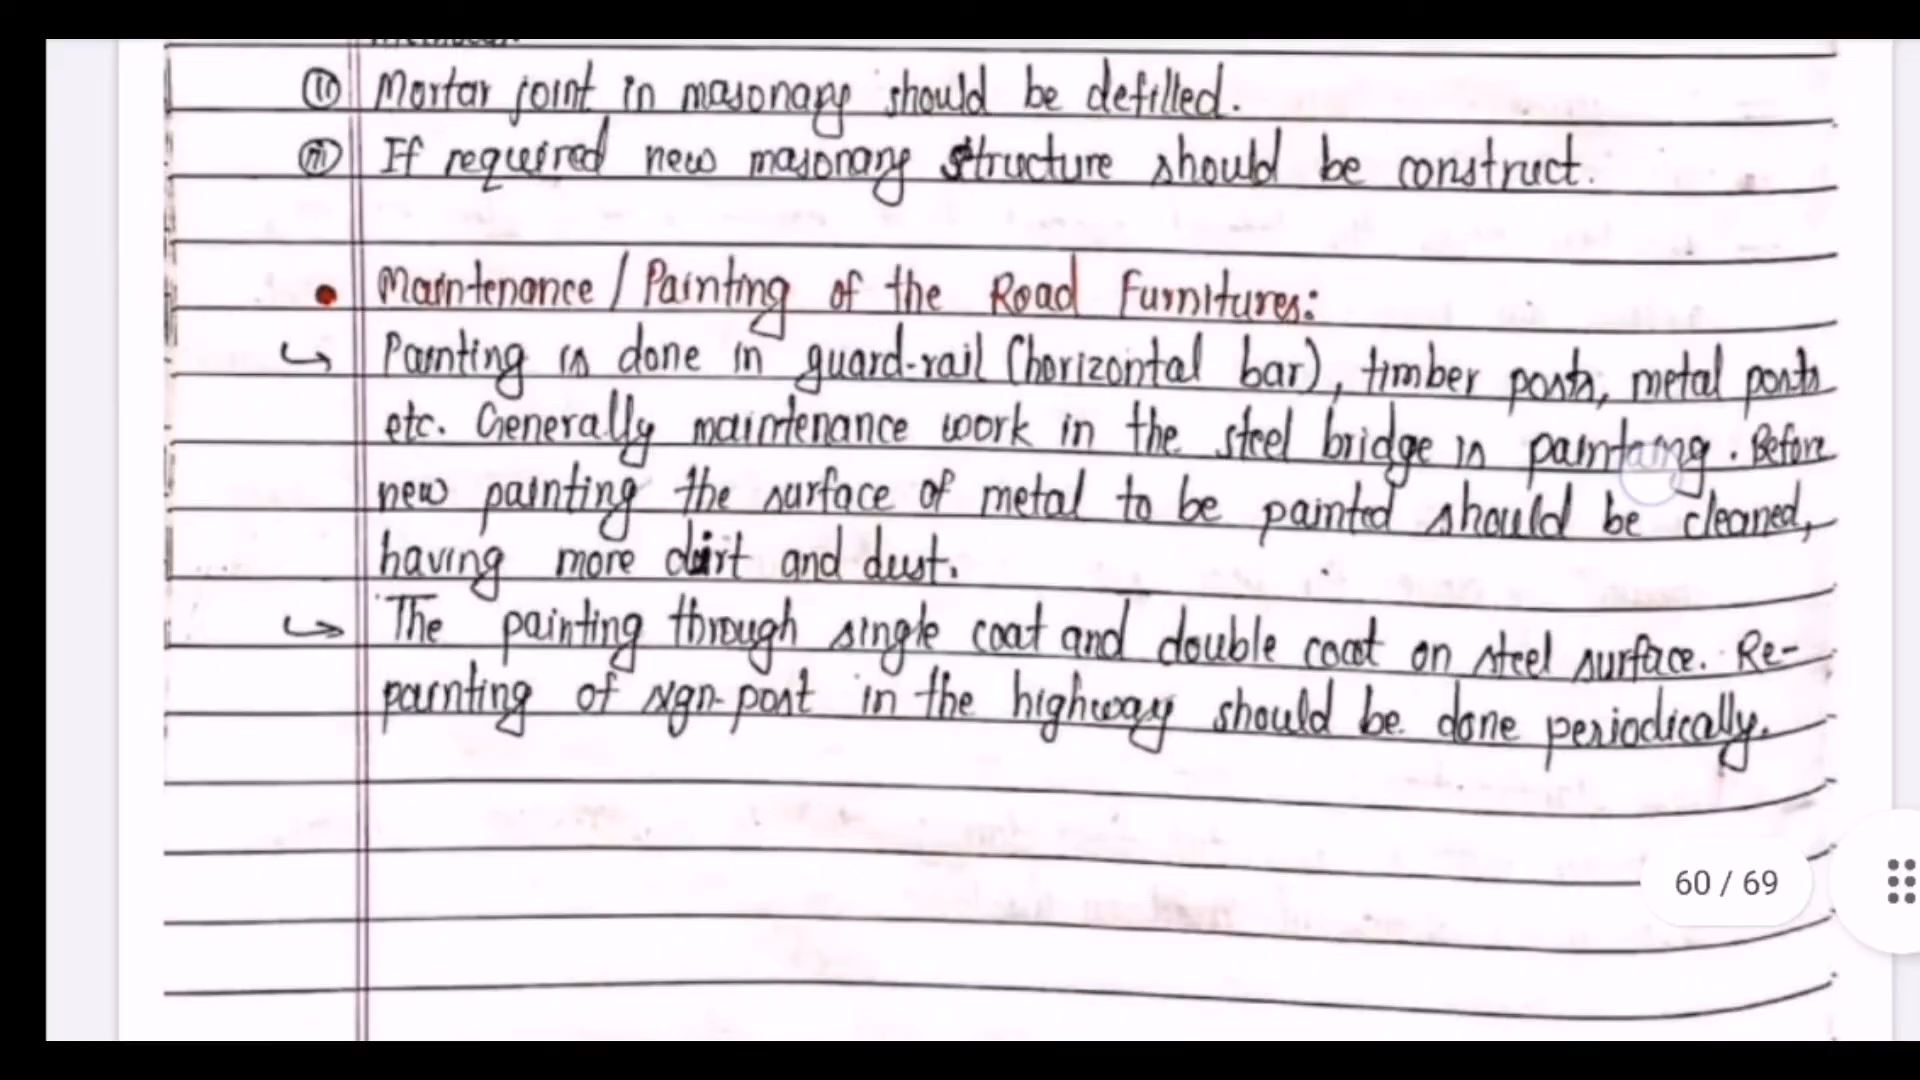 (ii) Mortar joint in masonary should be defilled.
(iii) If required new masonary structure should be construct.
• Maintenance / Painting of the Road Furnitures:
↳ Painting is done in guard-rail (horizontal bar), timber posts, metal posts
etc. Generally maintenance work in the steel bridge is paintaing. Before
new painting the surface of metal to be painted should be cleaned,
having more dirt and dust.
↳ The painting through single coat and double coat on steel surface. Re-
painting of sign-post in the highway should be done periodically.
60 / 69